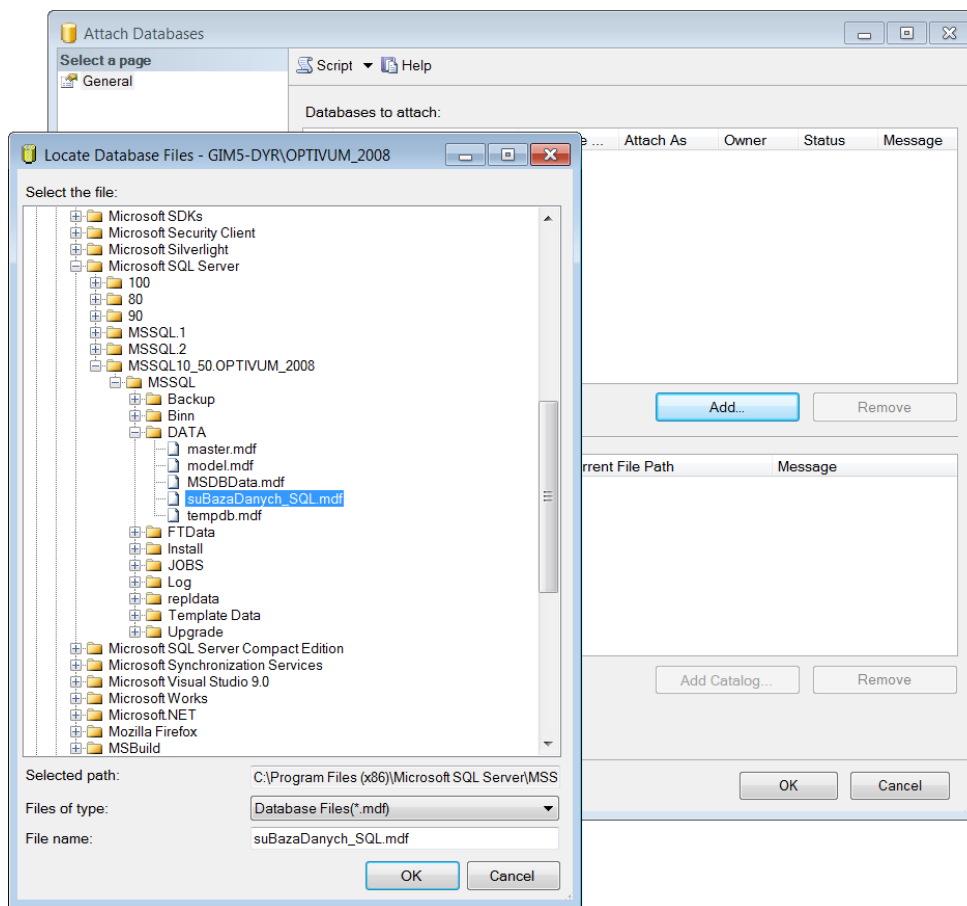 Attach Databases
Select a page
General
Script Help
Databases to attach:
e ... Attach As Owner Status Message
Add... Remove
rrent File Path Message
Add Catalog... Remove
OK Cancel
Locate Database Files - GIM5-DYR\OPTIVUM_2008
Select the file:
Microsoft SDKs
Microsoft Security Client
Microsoft Silverlight
Microsoft SQL Server
100
80
90
MSSQL.1
MSSQL.2
MSSQL10_50.OPTIVUM_2008
MSSQL
Backup
Binn
DATA
master.mdf
model.mdf
MSDBData.mdf
suBazaDanych_SQL.mdf
tempdb.mdf
FTData
Install
JOBS
Log
repldata
Template Data
Upgrade
Microsoft SQL Server Compact Edition
Microsoft Synchronization Services
Microsoft Visual Studio 9.0
Microsoft Works
Microsoft.NET
Mozilla Firefox
MSBuild
Selected path: C:\Program Files (x86)\Microsoft SQL Server\MSS
Files of type: Database Files(*.mdf)
File name: suBazaDanych_SQL.mdf
OK Cancel